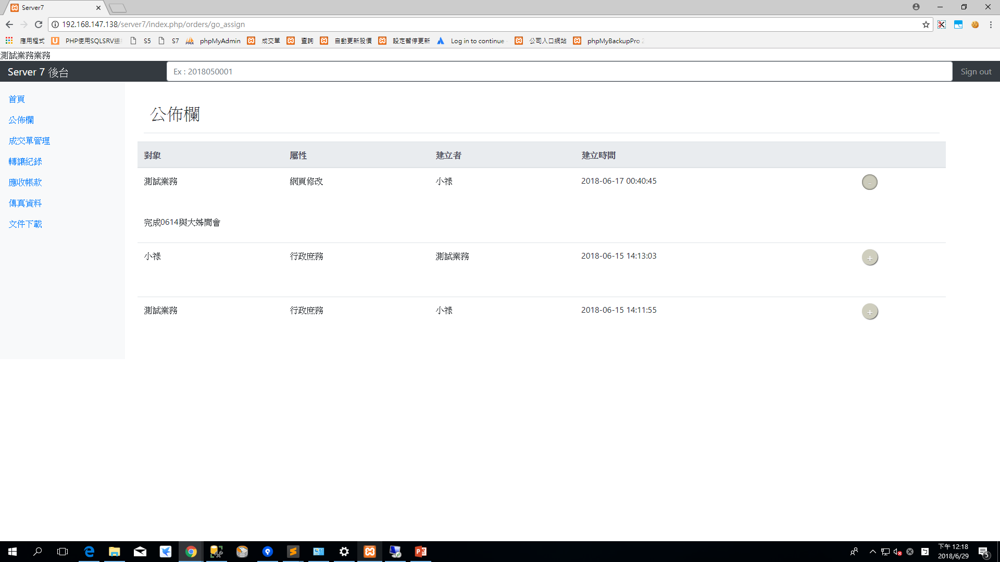 Server7
192.168.147.138/server7/index.php/orders/go_assign
應用程式 PHP使用SQLSRV連 S5 S7 phpMyAdmin 成交單 查詢 自動更新股價 設定暫停更新 Log in to continue 公司入口網站 phpMyBackupPro
測試業務業務
Server 7 後台 Ex : 2018050001 Sign out
首頁
公佈欄
成交單管理
轉讓紀錄
應收帳款
傳真資料
文件下載
公佈欄
對象 屬性 建立者 建立時間
測試業務 網頁修改 小祿 2018-06-17 00:40:45 -
完成0614與大姊開會
小祿 行政庶務 測試業務 2018-06-15 14:13:03 +
測試業務 行政庶務 小祿 2018-06-15 14:11:55 +
下午 12:18
2018/6/29
5